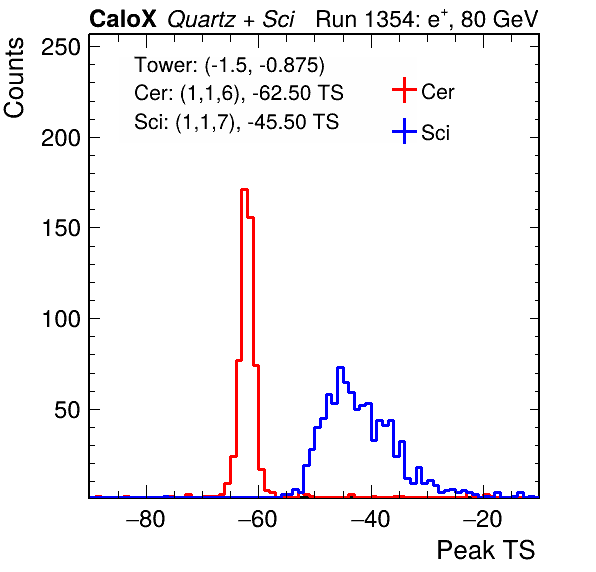 CaloX Quartz + Sci Run 1354: e⁺, 80 GeV
Counts
250
200
150
100
50
Tower: (-1.5, -0.875)
Cer: (1,1,6), -62.50 TS
Sci: (1,1,7), -45.50 TS
Cer
Sci
−80 −60 −40 −20
Peak TS